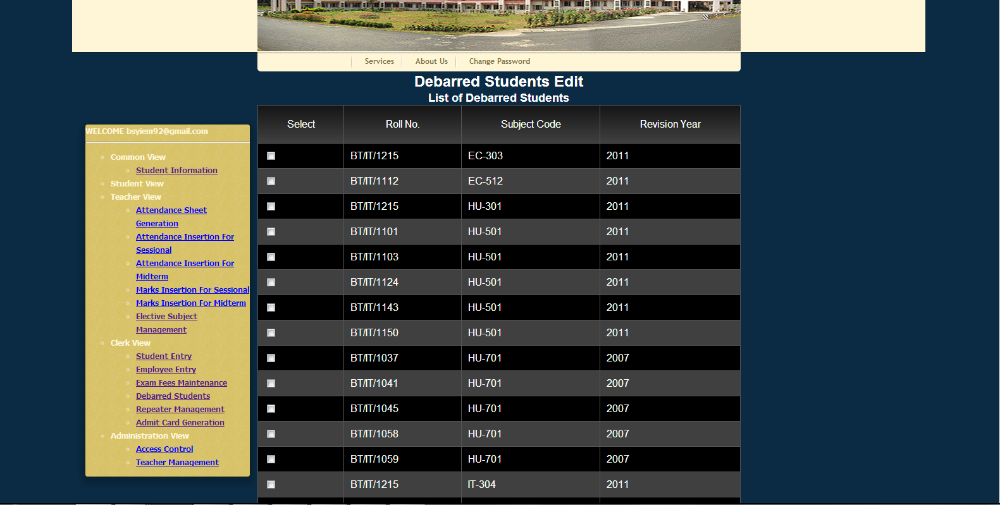 Services
About Us
Change Password
Debarred Students Edit
List of Debarred Students
WELCOME bsyiem92@gmail.com
Common View
Student Information
Student View
Teacher View
Attendance Sheet
Generation
Attendance Insertion For
Sessional
Attendance Insertion For
Midterm
Marks Insertion For Sessional
Marks Insertion For Midterm
Elective Subject
Management
Clerk View
Student Entry
Employee Entry
Exam Fees Maintenance
Debarred Students
Repeater Management
Admit Card Generation
Administration View
Access Control
Teacher Management
Select Roll No. Subject Code Revision Year
BT/IT/1215 EC-303 2011
BT/IT/1112 EC-512 2011
BT/IT/1215 HU-301 2011
BT/IT/1101 HU-501 2011
BT/IT/1103 HU-501 2011
BT/IT/1124 HU-501 2011
BT/IT/1143 HU-501 2011
BT/IT/1150 HU-501 2011
BT/IT/1037 HU-701 2007
BT/IT/1041 HU-701 2007
BT/IT/1045 HU-701 2007
BT/IT/1058 HU-701 2007
BT/IT/1059 HU-701 2007
BT/IT/1215 IT-304 2011